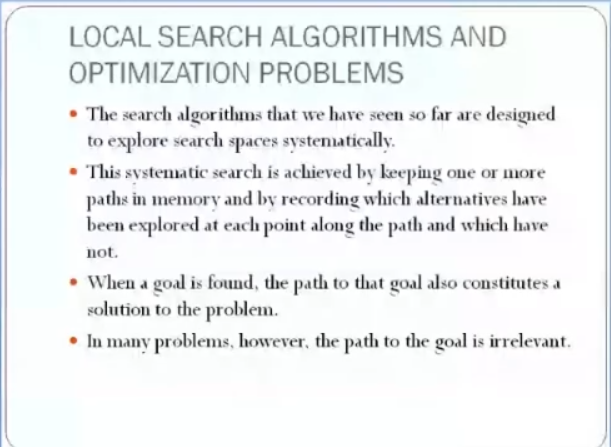 LOCAL SEARCH ALGORITHMS AND
OPTIMIZATION PROBLEMS
• The search algorithms that we have seen so far are designed
to explore search spaces systematically.
• This systematic search is achieved by keeping one or more
paths in memory and by recording which alternatives have
been explored at each point along the path and which have
not.
• When a goal is found, the path to that goal also constitutes a
solution to the problem.
• In many problems, however, the path to the goal is irrelevant.